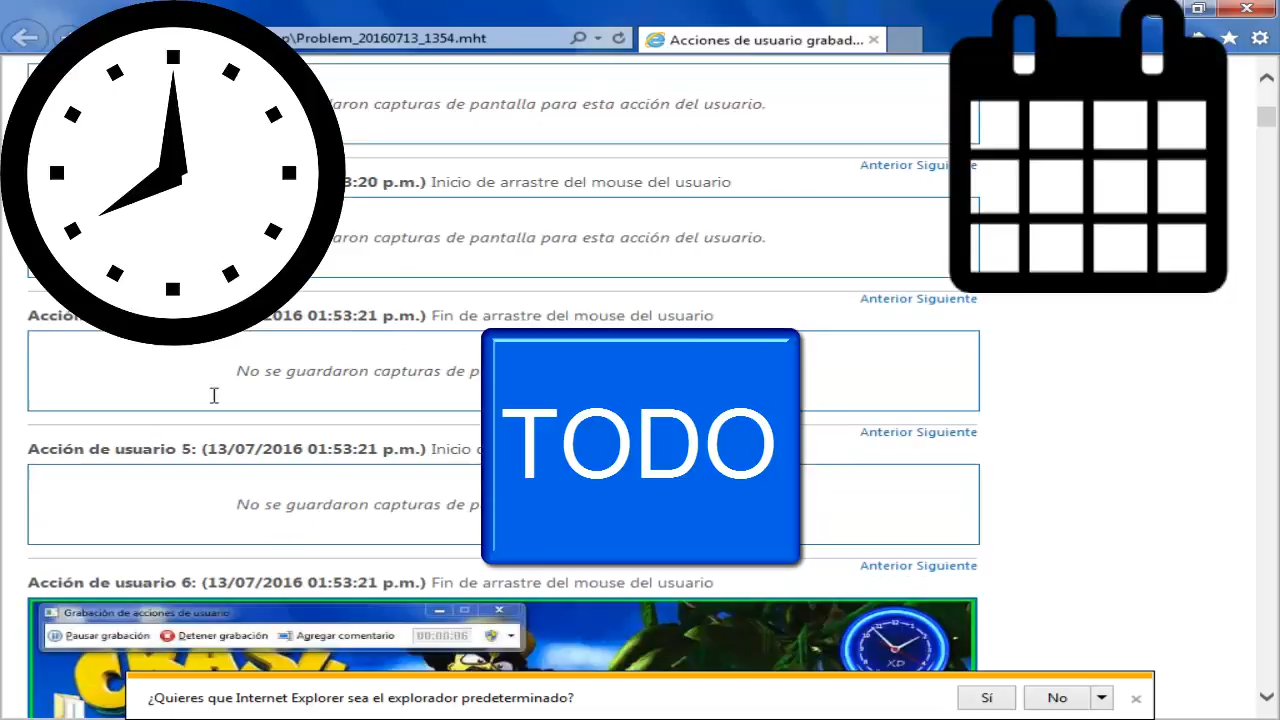 p\Problem_20160713_1354.mht
Acciones de usuario grabad...
aron capturas de pantalla para esta acción del usuario.
Anterior Siguiente
3:20 p.m.) Inicio de arrastre del mouse del usuario
aron capturas de pantalla para esta acción del usuario.
Anterior Siguiente
Acció 2016 01:53:21 p.m.) Fin de arrastre del mouse del usuario
No se guardaron capturas de p
TODO
Anterior Siguiente
Acción de usuario 5: (13/07/2016 01:53:21 p.m.) Inicio
No se guardaron capturas de p
Anterior Siguiente
Acción de usuario 6: (13/07/2016 01:53:21 p.m.) Fin de arrastre del mouse del usuario
Grabación de acciones de usuario
Pausar grabación Detener grabación Agregar comentario 00:00:06
XP
¿Quieres que Internet Explorer sea el explorador predeterminado? Sí No